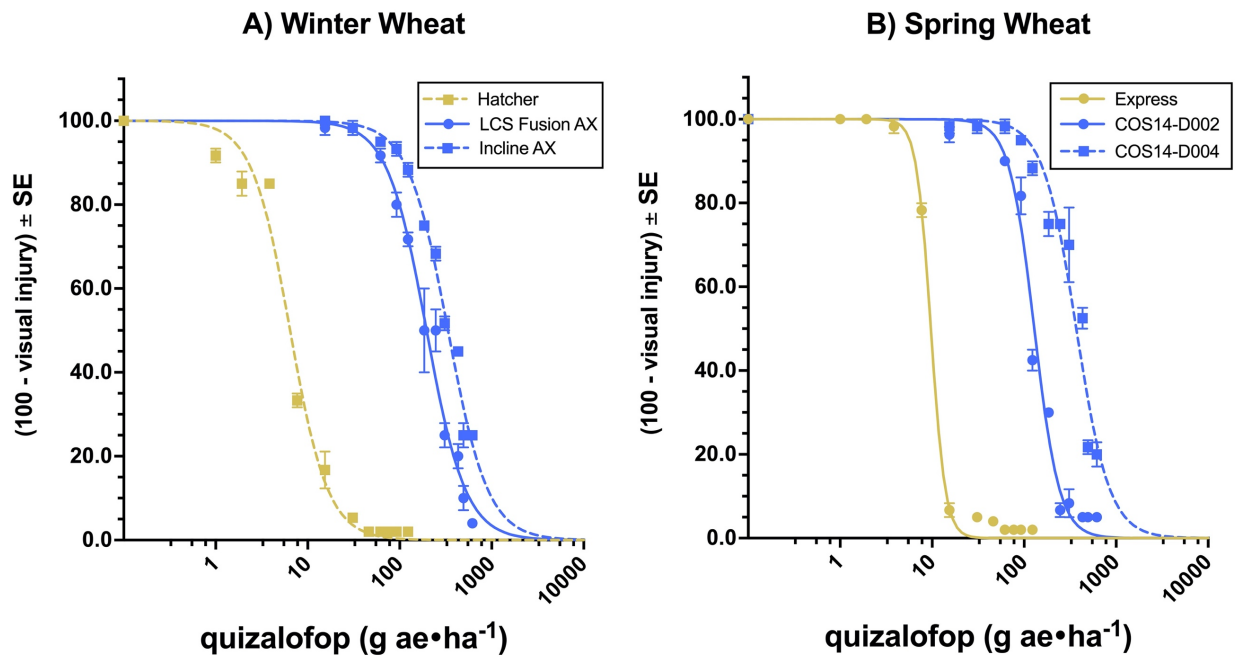 A) Winter Wheat
(100 - visual injury) ± SE
100.0
80.0
60.0
40.0
20.0
0.0
Hatcher
LCS Fusion AX
Incline AX
1
10
100
1000
10000
quizalofop (g ae•ha-1)
B) Spring Wheat
(100 - visual injury) ± SE
100.0
80.0
60.0
40.0
20.0
0.0
Express
COS14-D002
COS14-D004
1
10
100
1000
10000
quizalofop (g ae•ha-1)